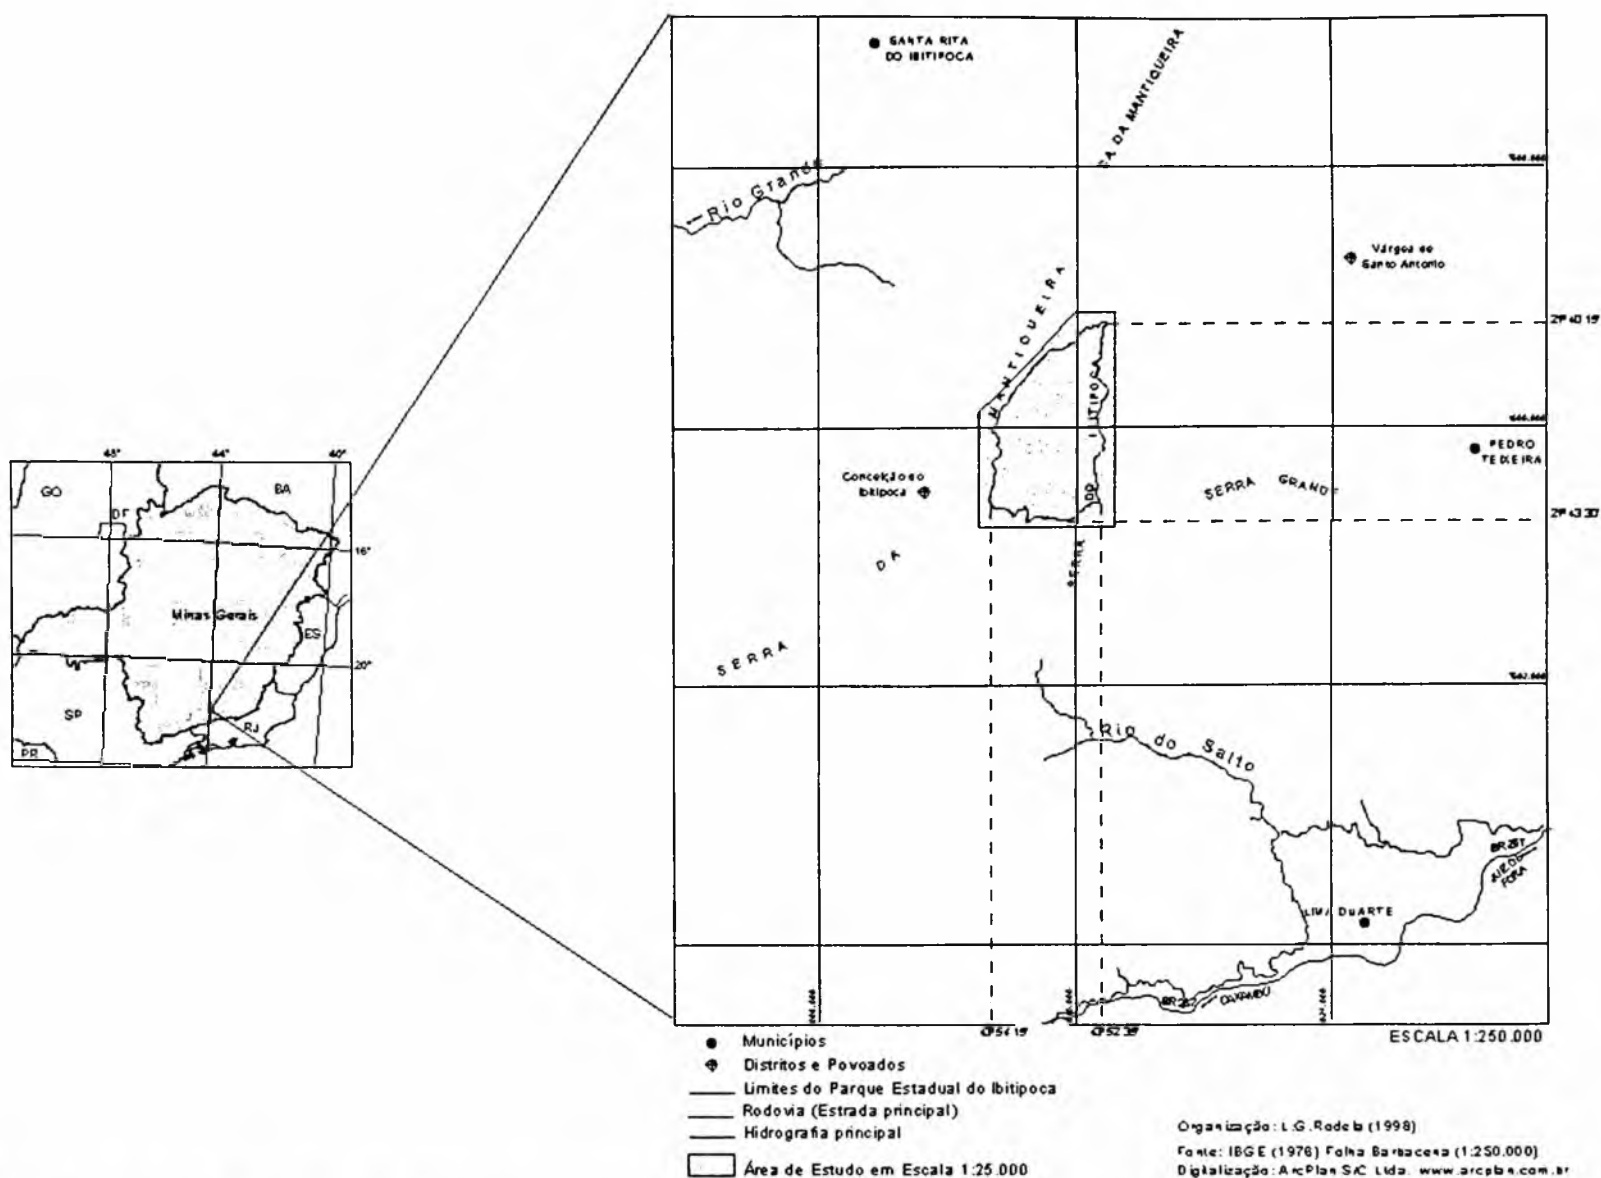 SANTA RITA
DO IBITIPOCA
DA MANTIQUEIRA
Rio Grande
Santo Antonio
MANTIQUEIRA
IBITIPOCA
DO
SERRA
Conceição do
Ibitipoca
SERRA GRANDE
PEDRO
TEIXEIRA
DA
SERRA
48°
44°
40°
GO
DF
BA
16°
Minas Gerais
ES
20°
SP
RJ
PR
Rio do Salto
BR 267
JUIZ DE
FORA
LIMA DUARTE
BR 267
CAXAMBÚ
ESCALA 1:250.000
Municípios
Distritos e Povoados
Limites do Parque Estadual do Ibitipoca
Rodovia (Estrada principal)
Hidrografia principal
Área de Estudo em Escala 1:25.000
Organização: L.G.Rodela (1998)
Fonte: IBGE (1976) Folha Barbacena (1:250.000)
Digitalização: ArcPlan S/C Ltda. www.arcplan.com.br